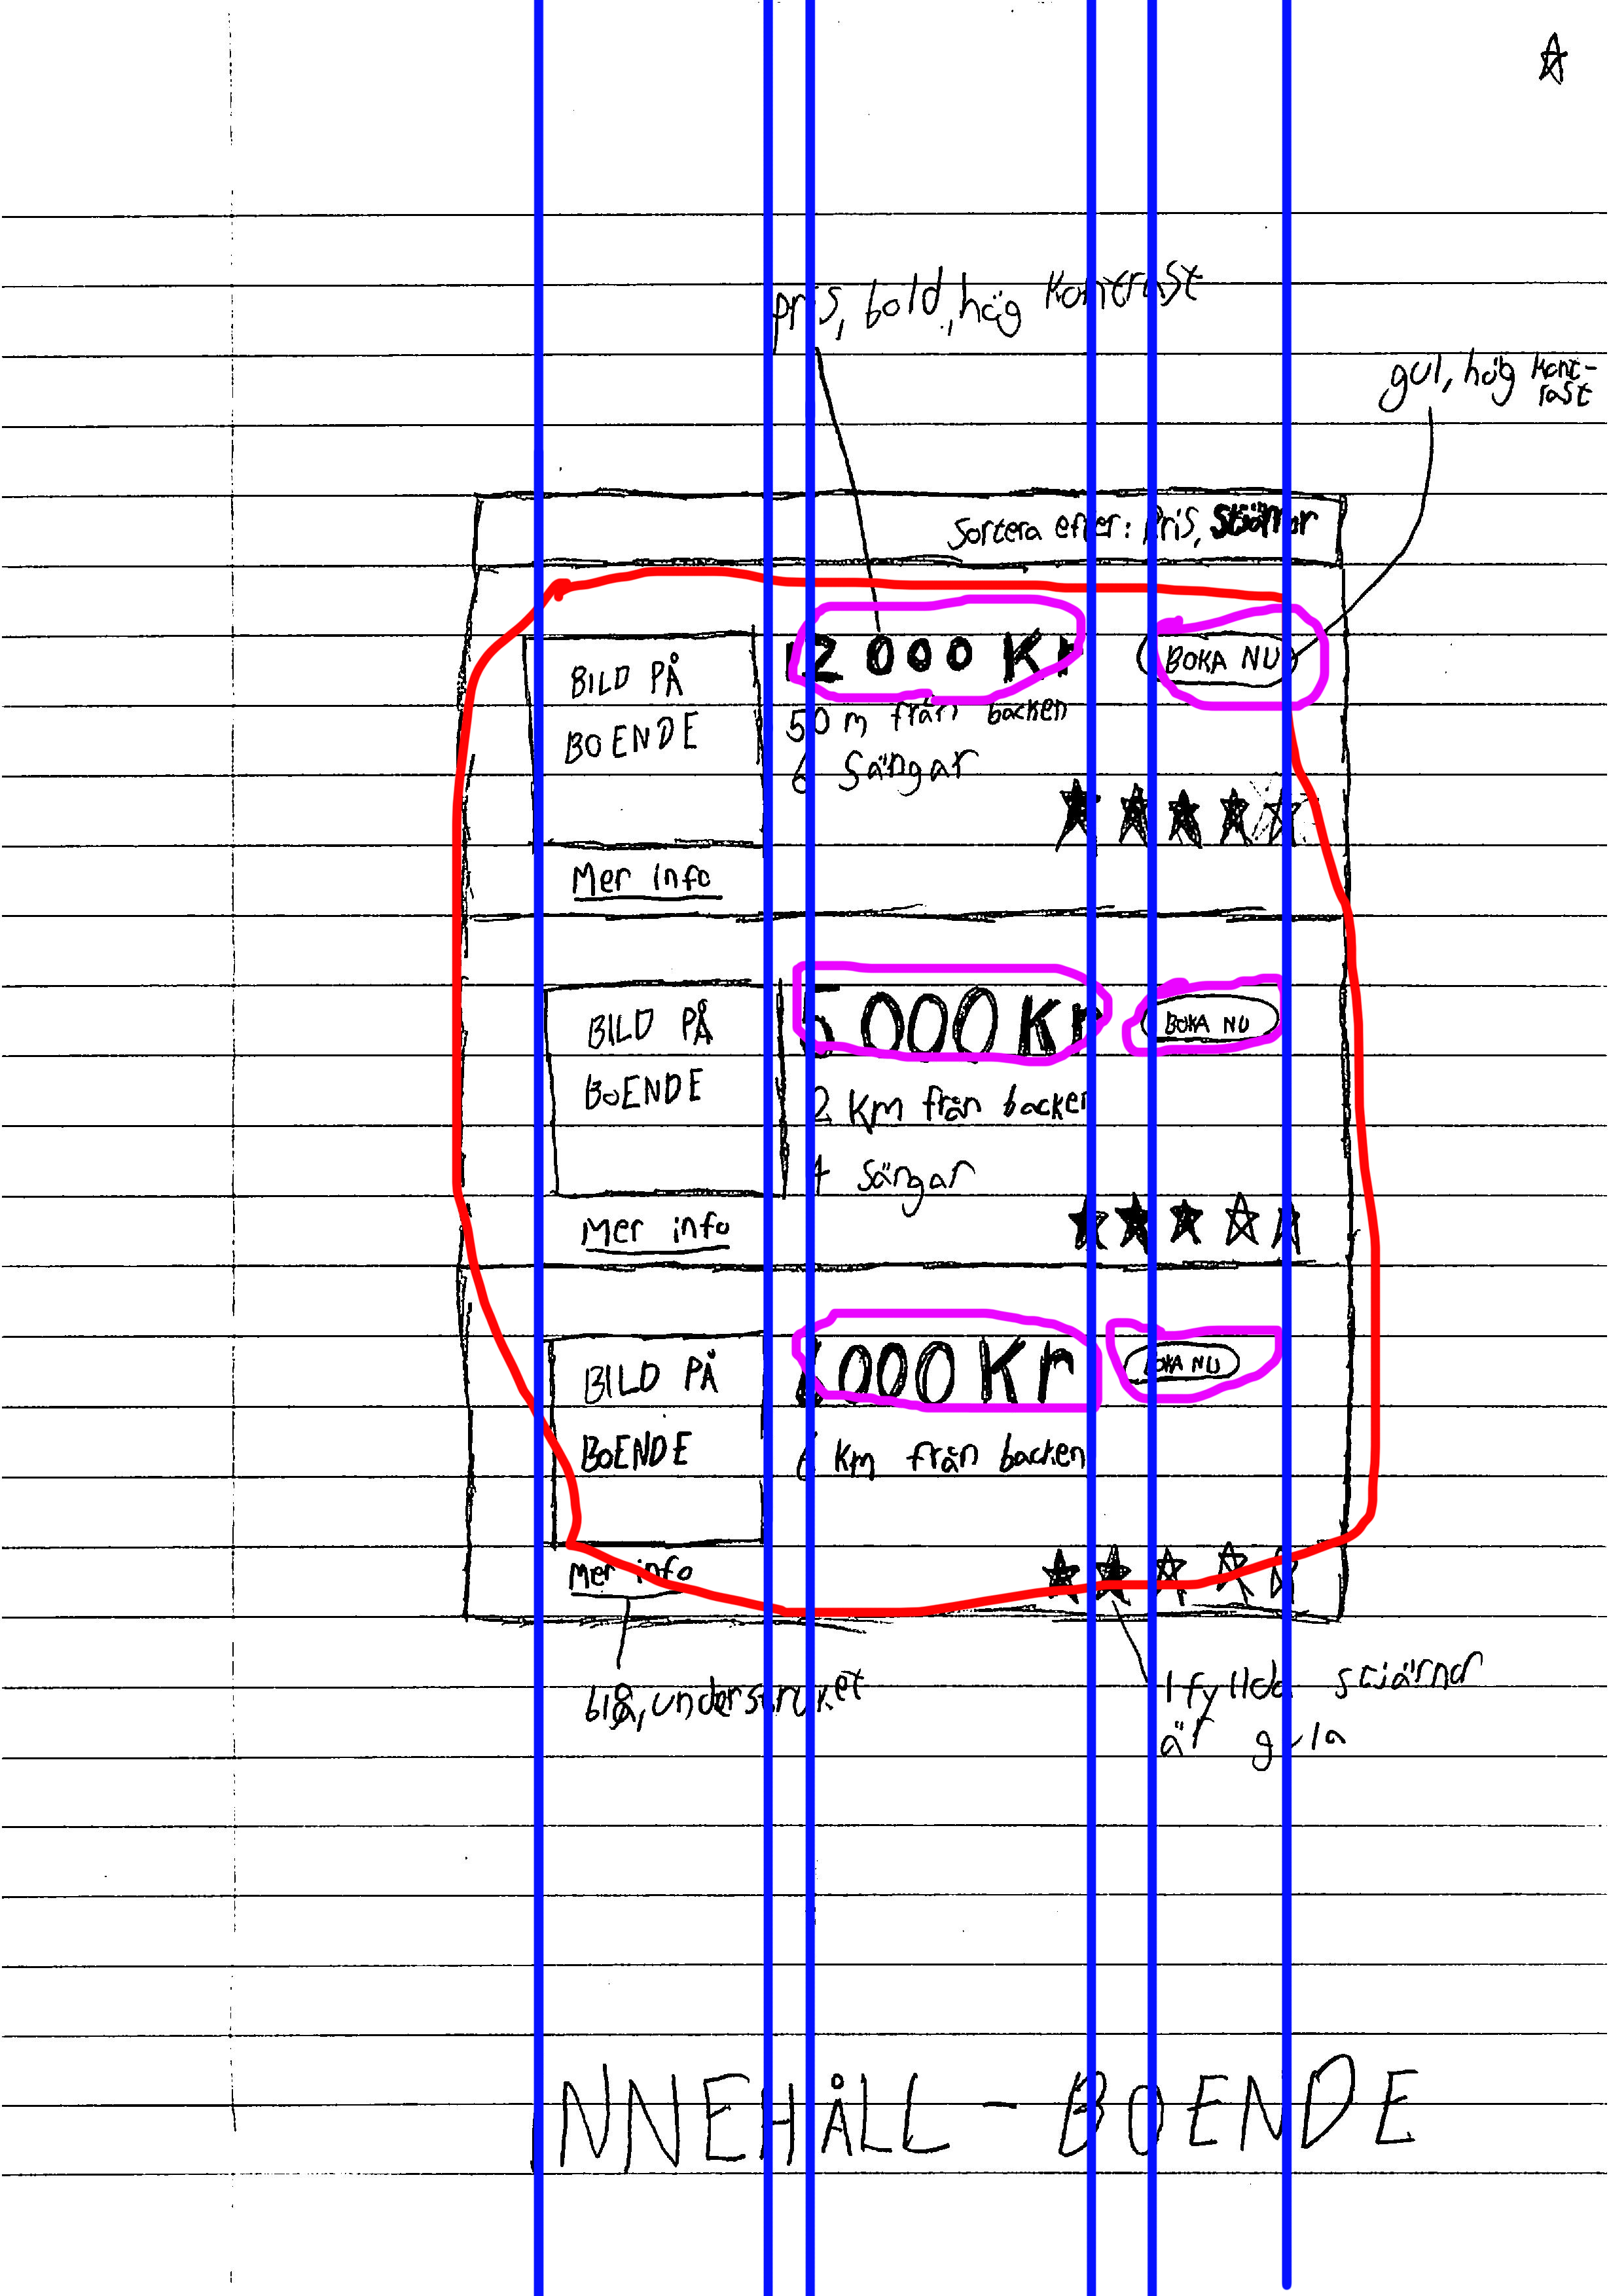 pris, bold, hög kontrast
gul, hög kont-
rast
Sortera efter: Pris, Stjärnor
2 000 Kr
BOKA NU
BILD PÅ
BOENDE
50 m från backen
6 Sängar
Mer info
5 000 Kr
BOKA NU
BILD PÅ
BOENDE
2 Km från backen
4 sängar
Mer info
000 Kr
BOKA NU
BILD PÅ
BOENDE
6 Km från backen
Mer info
blå, understruket
Ifyllda stjärnor
är gula
INNEHÅLL - BOENDE